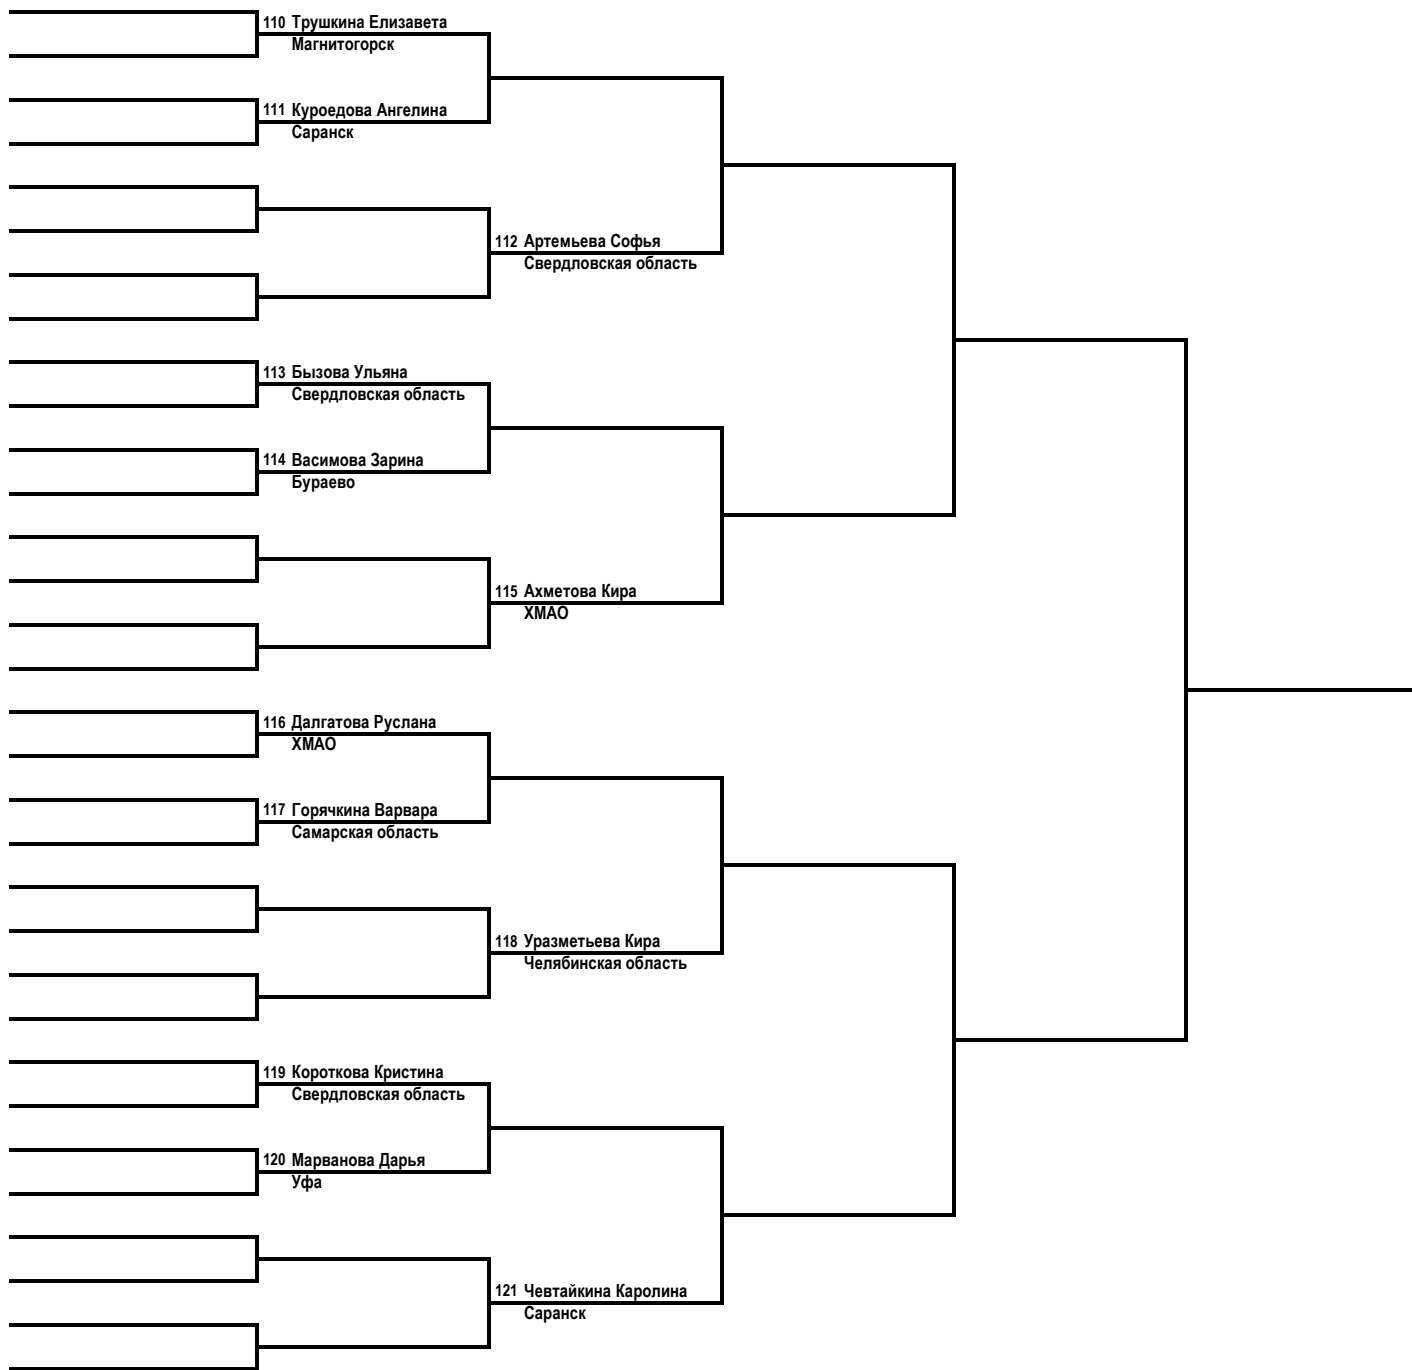 110 Трушкина Елизавета
Магнитогорск
111 Куроедова Ангелина
Саранск
112 Артемьева Софья
Свердловская область
113 Бызова Ульяна
Свердловская область
114 Васимова Зарина
Бураево
115 Ахметова Кира
ХМАО
116 Далгатова Руслана
ХМАО
117 Горячкина Варвара
Самарская область
118 Уразметьева Кира
Челябинская область
119 Короткова Кристина
Свердловская область
120 Марванова Дарья
Уфа
121 Чевтайкина Каролина
Саранск